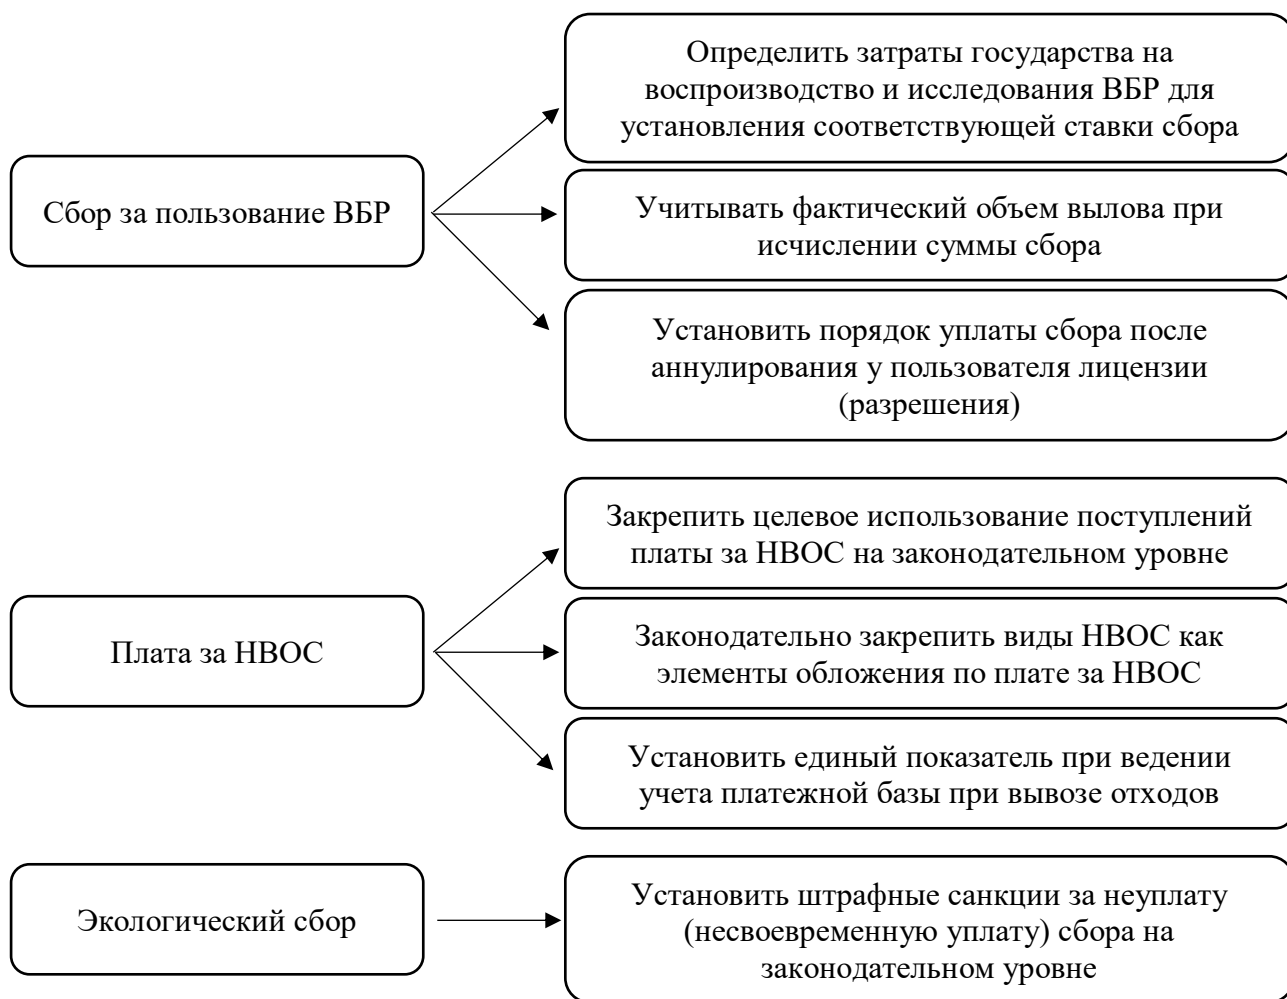 Сбор за пользование ВБР
Определить затраты государства на
воспроизводство и исследования ВБР для
установления соответствующей ставки сбора
Учитывать фактический объем вылова при
исчислении суммы сбора
Установить порядок уплаты сбора после
аннулирования у пользователя лицензии
(разрешения)
Плата за НВОС
Закрепить целевое использование поступлений
платы за НВОС на законодательном уровне
Законодательно закрепить виды НВОС как
элементы обложения по плате за НВОС
Установить единый показатель при ведении
учета платежной базы при вывозе отходов
Экологический сбор
Установить штрафные санкции за неуплату
(несвоевременную уплату) сбора на
законодательном уровне